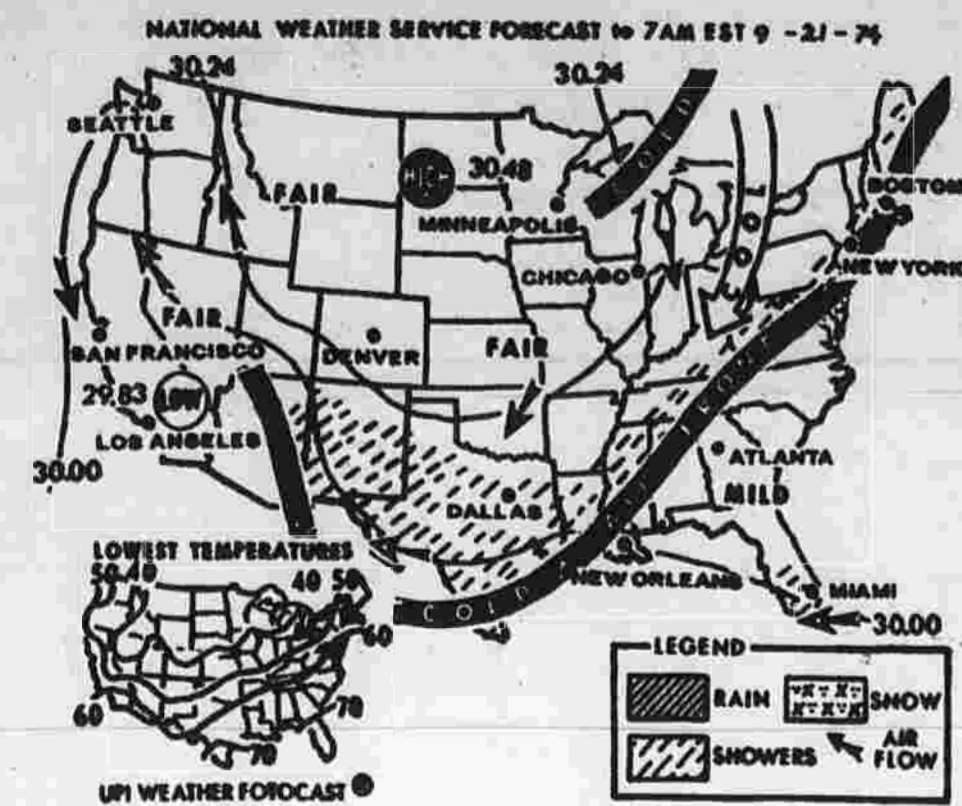 NATIONAL WEATHER SERVICE FORECAST to 7AM EST 9 -21 - 74
30.24
30.24
SEATTLE
COLD
HIGH
30.48
FAIR
BOSTON
MINNEAPOLIS
COOL
CHICAGO
NEW YORK
FAIR
SAN FRANCISCO
DENVER
FAIR
29.83
LOW
COLD
LOS ANGELES
30.00
ATLANTA
MILD
DALLAS
LOWEST TEMPERATURES
50 40
40 50
NEW ORLEANS
COLD
MIAMI
30.00
60
60
70
70
LEGEND
RAIN
SNOW
SHOWERS
AIR
FLOW
UPI WEATHER FOTOCAST